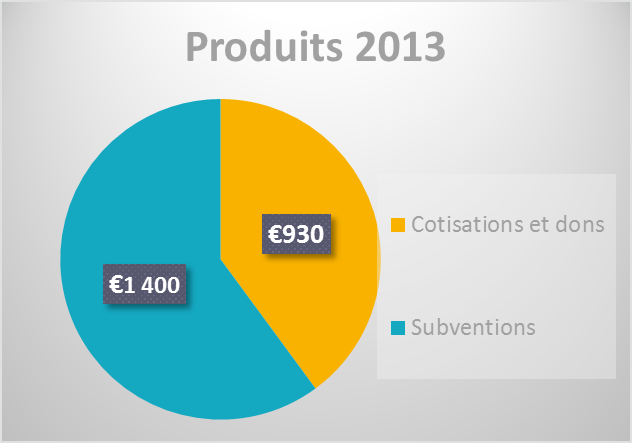 Produits 2013
€930
€1 400
Cotisations et dons
Subventions